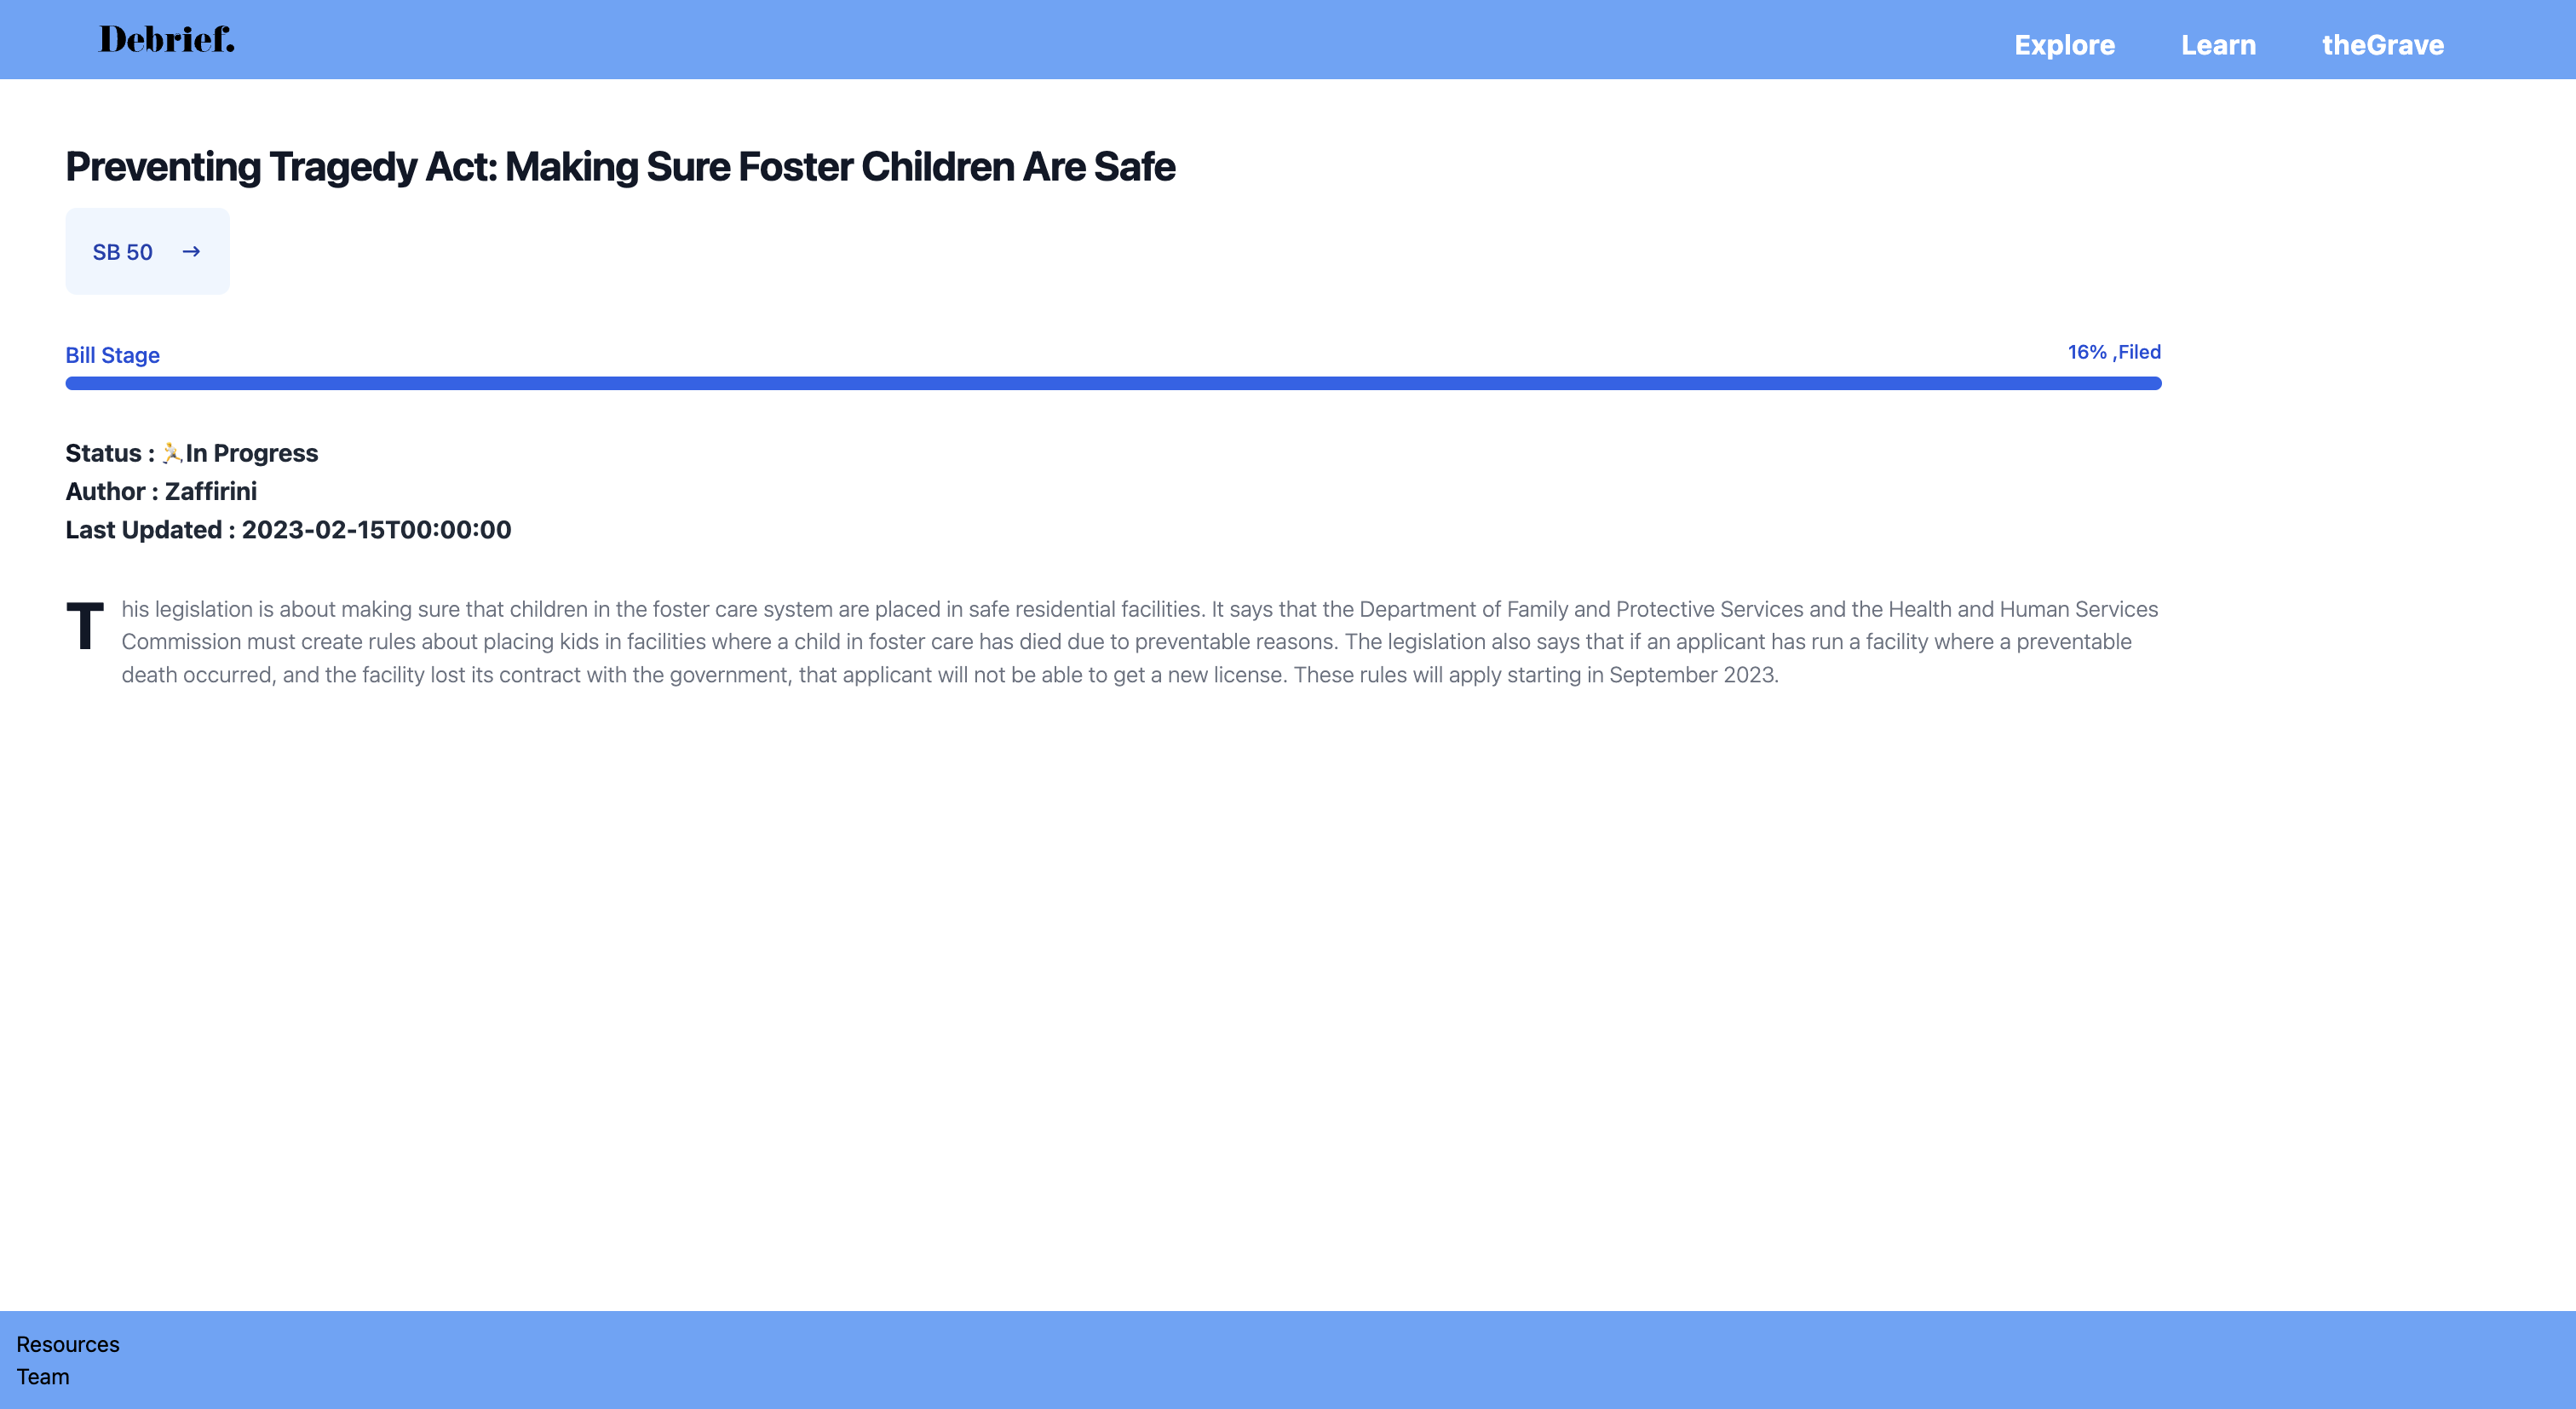 Debrief.
Explore Learn theGrave
Preventing Tragedy Act: Making Sure Foster Children Are Safe
SB 50 →
Bill Stage
16% ,Filed
Status : 🏃In Progress
Author : Zaffirini
Last Updated : 2023-02-15T00:00:00
This legislation is about making sure that children in the foster care system are placed in safe residential facilities. It says that the Department of Family and Protective Services and the Health and Human Services
Commission must create rules about placing kids in facilities where a child in foster care has died due to preventable reasons. The legislation also says that if an applicant has run a facility where a preventable
death occurred, and the facility lost its contract with the government, that applicant will not be able to get a new license. These rules will apply starting in September 2023.
Resources
Team